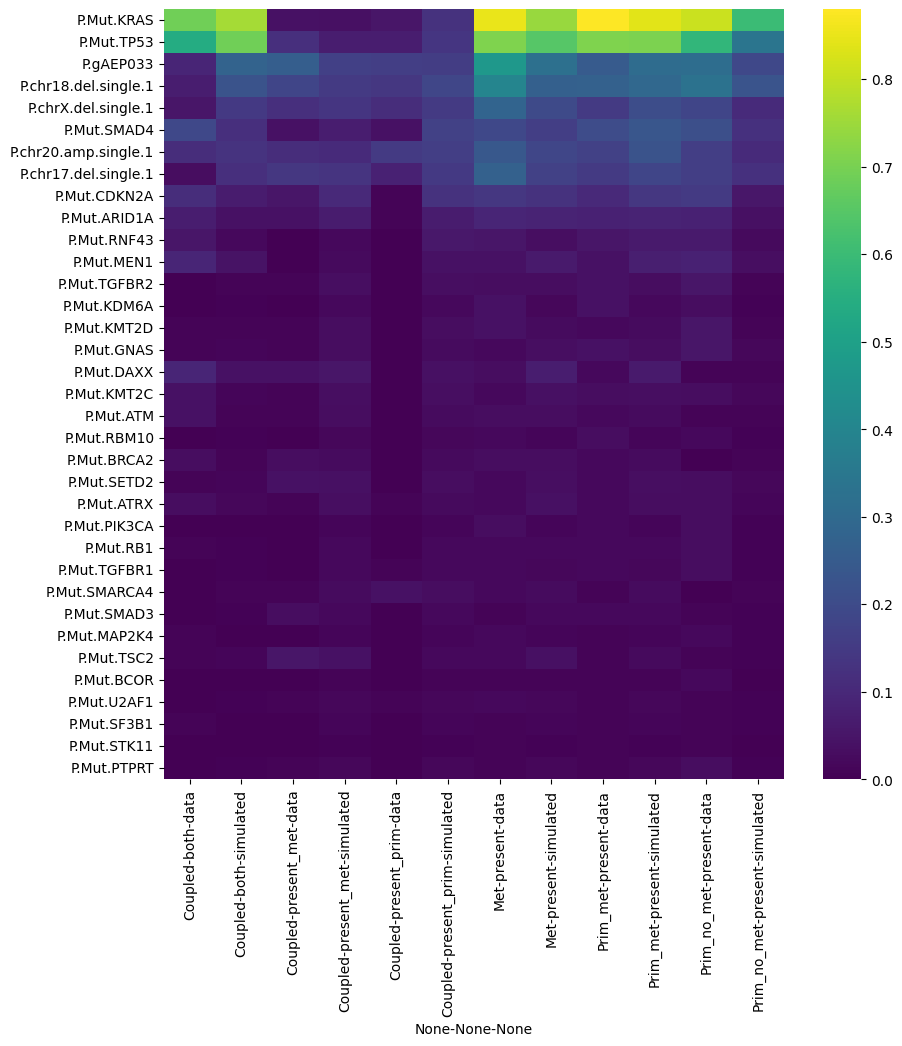 P.Mut.KRAS
P.Mut.TP53
P.gAEP033
P.chr18.del.single.1
P.chrX.del.single.1
P.Mut.SMAD4
P.chr20.amp.single.1
P.chr17.del.single.1
P.Mut.CDKN2A
P.Mut.ARID1A
P.Mut.RNF43
P.Mut.MEN1
P.Mut.TGFBR2
P.Mut.KDM6A
P.Mut.KMT2D
P.Mut.GNAS
P.Mut.DAXX
P.Mut.KMT2C
P.Mut.ATM
P.Mut.RBM10
P.Mut.BRCA2
P.Mut.SETD2
P.Mut.ATRX
P.Mut.PIK3CA
P.Mut.RB1
P.Mut.TGFBR1
P.Mut.SMARCA4
P.Mut.SMAD3
P.Mut.MAP2K4
P.Mut.TSC2
P.Mut.BCOR
P.Mut.U2AF1
P.Mut.SF3B1
P.Mut.STK11
P.Mut.PTPRT
Coupled-both-data
Coupled-both-simulated
Coupled-present_met-data
Coupled-present_met-simulated
Coupled-present_prim-data
Coupled-present_prim-simulated
Met-present-data
Met-present-simulated
Prim_met-present-data
Prim_met-present-simulated
Prim_no_met-present-data
Prim_no_met-present-simulated
None-None-None
0.8
0.7
0.6
0.5
0.4
0.3
0.2
0.1
0.0